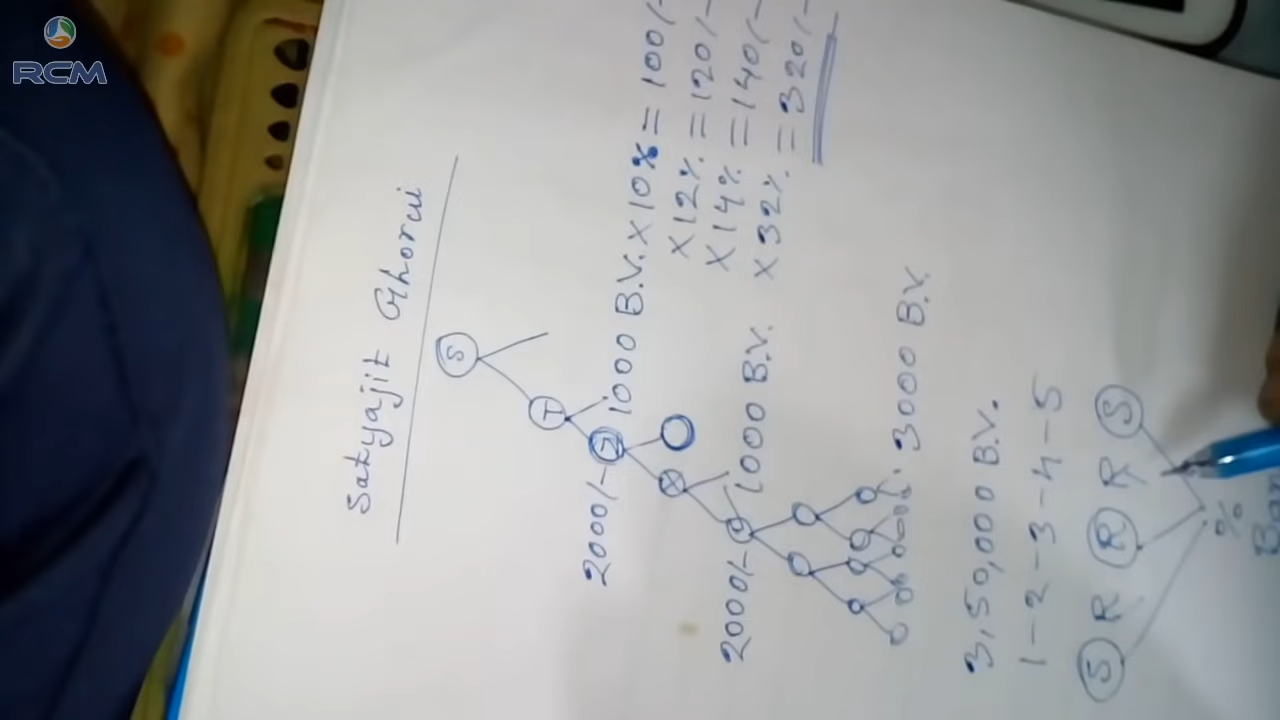 RCM
Satyajit Ghorui
S
T
2000/- S 1000 B.V. X 10% = 100/-
X 12% = 120/-
X 14% = 140/-
2000/- 1000 B.V. X 32% = 320/-
3000 B.V.
3,50,000 B.V.
1-2-3-4-5
S R R R S
%